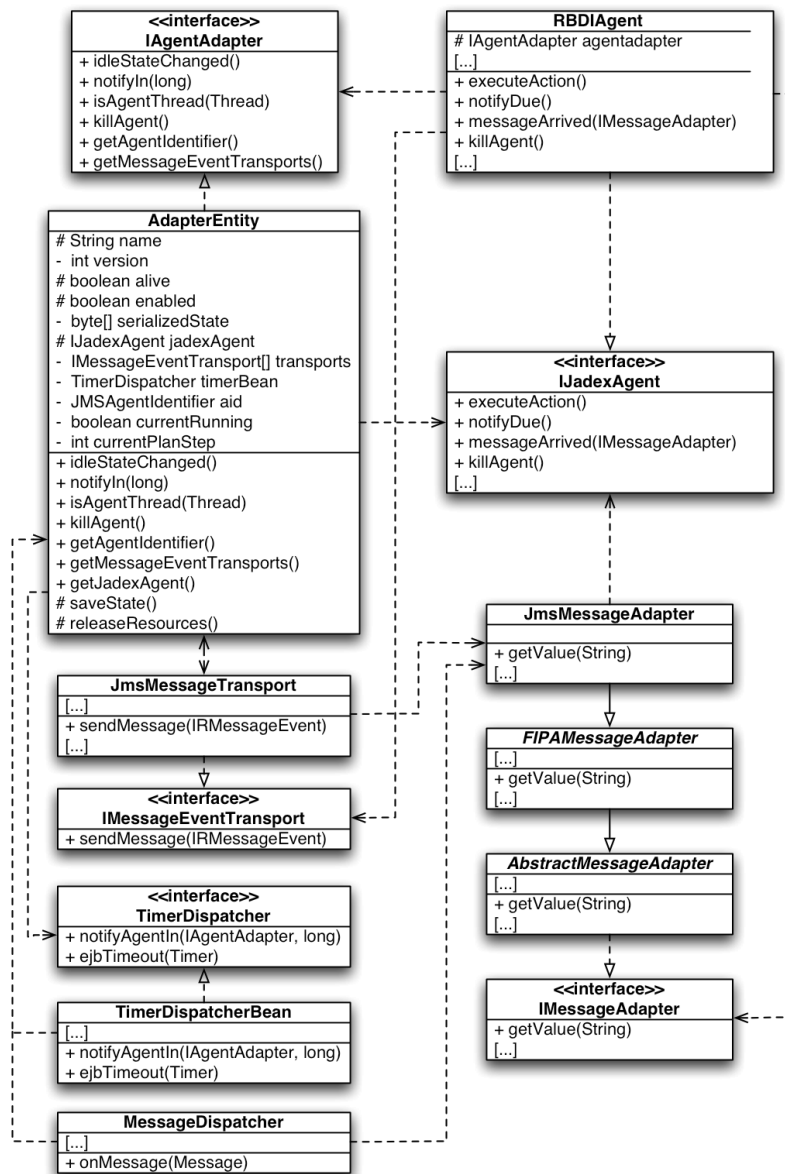 <<interface>>
IAgentAdapter
+ idleStateChanged()
+ notifyIn(long)
+ isAgentThread(Thread)
+ killAgent()
+ getAgentIdentifier()
+ getMessageEventTransports()
RBDIAgent
# IAgentAdapter agentadapter
[...]
+ executeAction()
+ notifyDue()
+ messageArrived(IMessageAdapter)
+ killAgent()
[...]
AdapterEntity
# String name
- int version
# boolean alive
# boolean enabled
- byte[] serializedState
# IJadexAgent jadexAgent
- IMessageEventTransport[] transports
- TimerDispatcher timerBean
- JMSAgentIdentifier aid
- boolean currentRunning
- int currentPlanStep
+ idleStateChanged()
+ notifyIn(long)
+ isAgentThread(Thread)
+ killAgent()
+ getAgentIdentifier()
+ getMessageEventTransports()
+ getJadexAgent()
# saveState()
# releaseResources()
<<interface>>
IJadexAgent
+ executeAction()
+ notifyDue()
+ messageArrived(IMessageAdapter)
+ killAgent()
[...]
JmsMessageTransport
[...]
+ sendMessage(IRMessageEvent)
[...]
<<interface>>
IMessageEventTransport
+ sendMessage(IRMessageEvent)
<<interface>>
TimerDispatcher
+ notifyAgentIn(IAgentAdapter, long)
+ ejbTimeout(Timer)
TimerDispatcherBean
[...]
+ notifyAgentIn(IAgentAdapter, long)
+ ejbTimeout(Timer)
MessageDispatcher
[...]
+ onMessage(Message)
JmsMessageAdapter
+ getValue(String)
[...]
FIPAMessageAdapter
[...]
+ getValue(String)
[...]
AbstractMessageAdapter
[...]
+ getValue(String)
[...]
<<interface>>
IMessageAdapter
+ getValue(String)
[...]